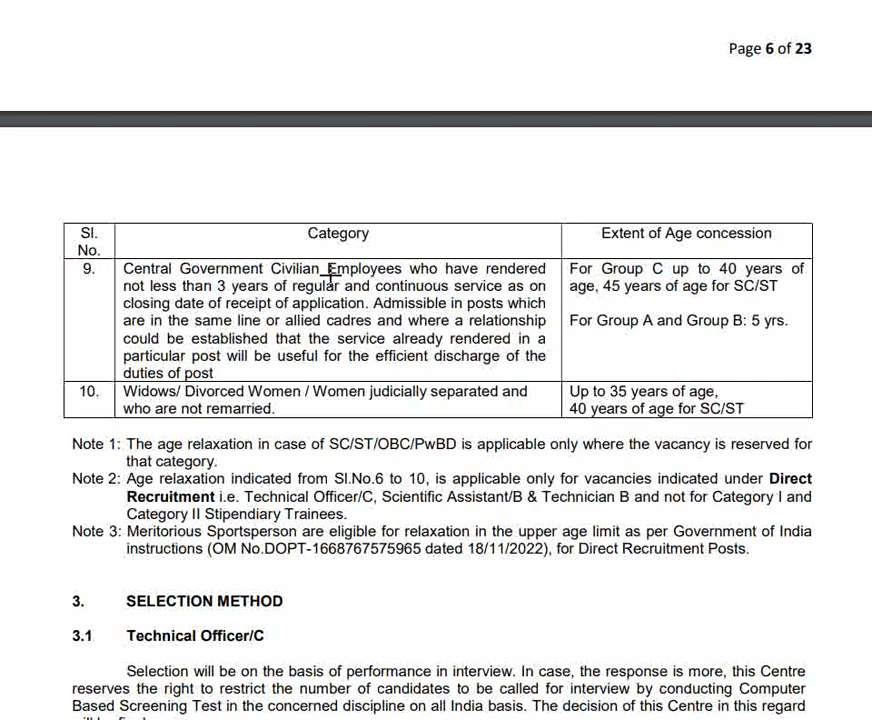 Page 6 of 23
Sl. No.
Category
Extent of Age concession
9.
Central Government Civilian Employees who have rendered
not less than 3 years of regular and continuous service as on
closing date of receipt of application. Admissible in posts which
are in the same line or allied cadres and where a relationship
could be established that the service already rendered in a
particular post will be useful for the efficient discharge of the
duties of post
For Group C up to 40 years of
age, 45 years of age for SC/ST
For Group A and Group B: 5 yrs.
10.
Widows/ Divorced Women / Women judicially separated and
who are not remarried.
Up to 35 years of age,
40 years of age for SC/ST
Note 1: The age relaxation in case of SC/ST/OBC/PwBD is applicable only where the vacancy is reserved for
that category.
Note 2: Age relaxation indicated from Sl.No.6 to 10, is applicable only for vacancies indicated under Direct
Recruitment i.e. Technical Officer/C, Scientific Assistant/B & Technician B and not for Category I and
Category II Stipendiary Trainees.
Note 3: Meritorious Sportsperson are eligible for relaxation in the upper age limit as per Government of India
instructions (OM No.DOPT-1668767575965 dated 18/11/2022), for Direct Recruitment Posts.
3. SELECTION METHOD
3.1 Technical Officer/C
Selection will be on the basis of performance in interview. In case, the response is more, this Centre
reserves the right to restrict the number of candidates to be called for interview by conducting Computer
Based Screening Test in the concerned discipline on all India basis. The decision of this Centre in this regard